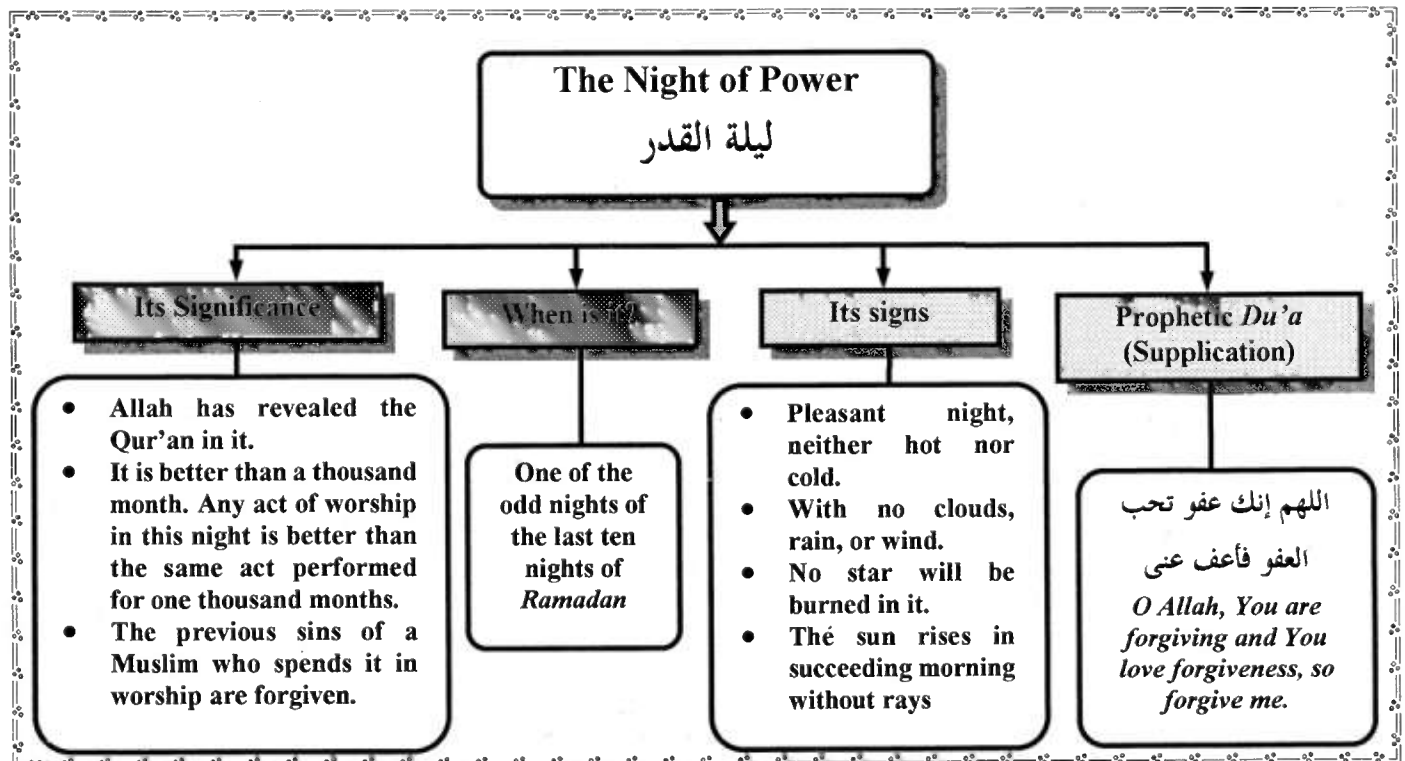 The Night of Power
ليلة القدر
Its Significance
• Allah has revealed the
Qur'an in it.
• It is better than a thousand
month. Any act of worship
in this night is better than
the same act performed
for one thousand months.
• The previous sins of a
Muslim who spends it in
worship are forgiven.
When is it?
One of the
odd nights of
the last ten
nights of
Ramadan
Its signs
• Pleasant night,
neither hot nor
cold.
• With no clouds,
rain, or wind.
• No star will be
burned in it.
• Thé sun rises in
succeeding morning
without rays
Prophetic Du'a
(Supplication)
اللهم إنك عفو تحب
العفو فأعف عنى
O Allah, You are
forgiving and You
love forgiveness, so
forgive me.